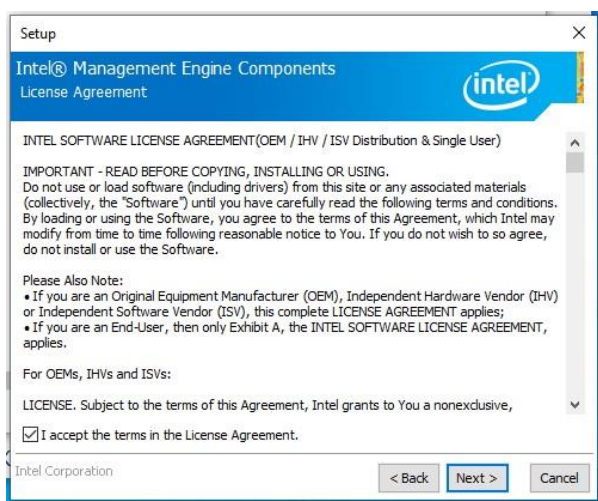 Setup
Intel® Management Engine Components
License Agreement
intel
INTEL SOFTWARE LICENSE AGREEMENT(OEM / IHV / ISV Distribution & Single User)
IMPORTANT - READ BEFORE COPYING, INSTALLING OR USING.
Do not use or load software (including drivers) from this site or any associated materials
(collectively, the "Software") until you have carefully read the following terms and conditions.
By loading or using the Software, you agree to the terms of this Agreement, which Intel may
modify from time to time following reasonable notice to You. If you do not wish to so agree,
do not install or use the Software.
Please Also Note:
• If you are an Original Equipment Manufacturer (OEM), Independent Hardware Vendor (IHV)
or Independent Software Vendor (ISV), this complete LICENSE AGREEMENT applies;
• If you are an End-User, then only Exhibit A, the INTEL SOFTWARE LICENSE AGREEMENT,
applies.
For OEMs, IHVs and ISVs:
LICENSE. Subject to the terms of this Agreement, Intel grants to You a nonexclusive,
I accept the terms in the License Agreement.
Intel Corporation
< Back Next > Cancel